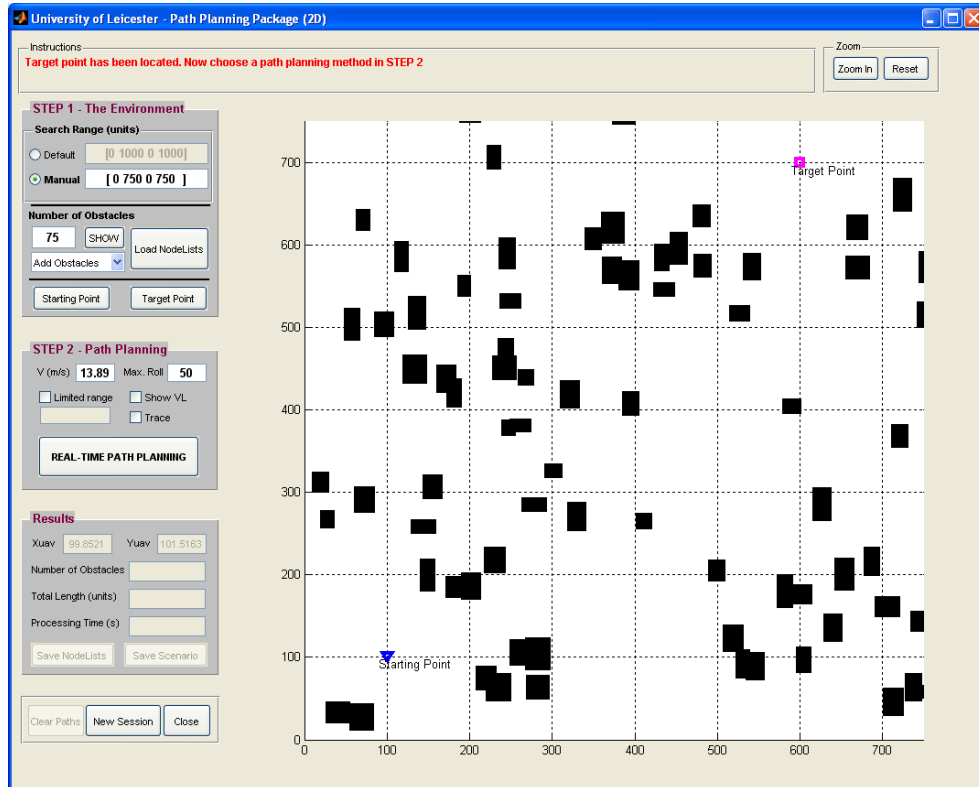 University of Leicester - Path Planning Package (2D)
Instructions
Target point has been located. Now choose a path planning method in STEP 2
Zoom
Zoom In
Reset
STEP 1 - The Environment
Search Range (units)
Default
[0 1000 0 1000]
Manual
[ 0 750 0 750 ]
Number of Obstacles
75
SHOW
Load NodeLists
Add Obstacles
Starting Point
Target Point
STEP 2 - Path Planning
V (m/s)
13.89
Max. Roll
50
Limited range
Show VL
Trace
REAL-TIME PATH PLANNING
Results
Xuav
99.8521
Yuav
101.5163
Number of Obstacles
Total Length (units)
Processing Time (s)
Save NodeLists
Save Scenario
Clear Paths
New Session
Close
700
600
500
400
300
200
100
0
0
100
200
300
400
500
600
700
Target Point
Starting Point